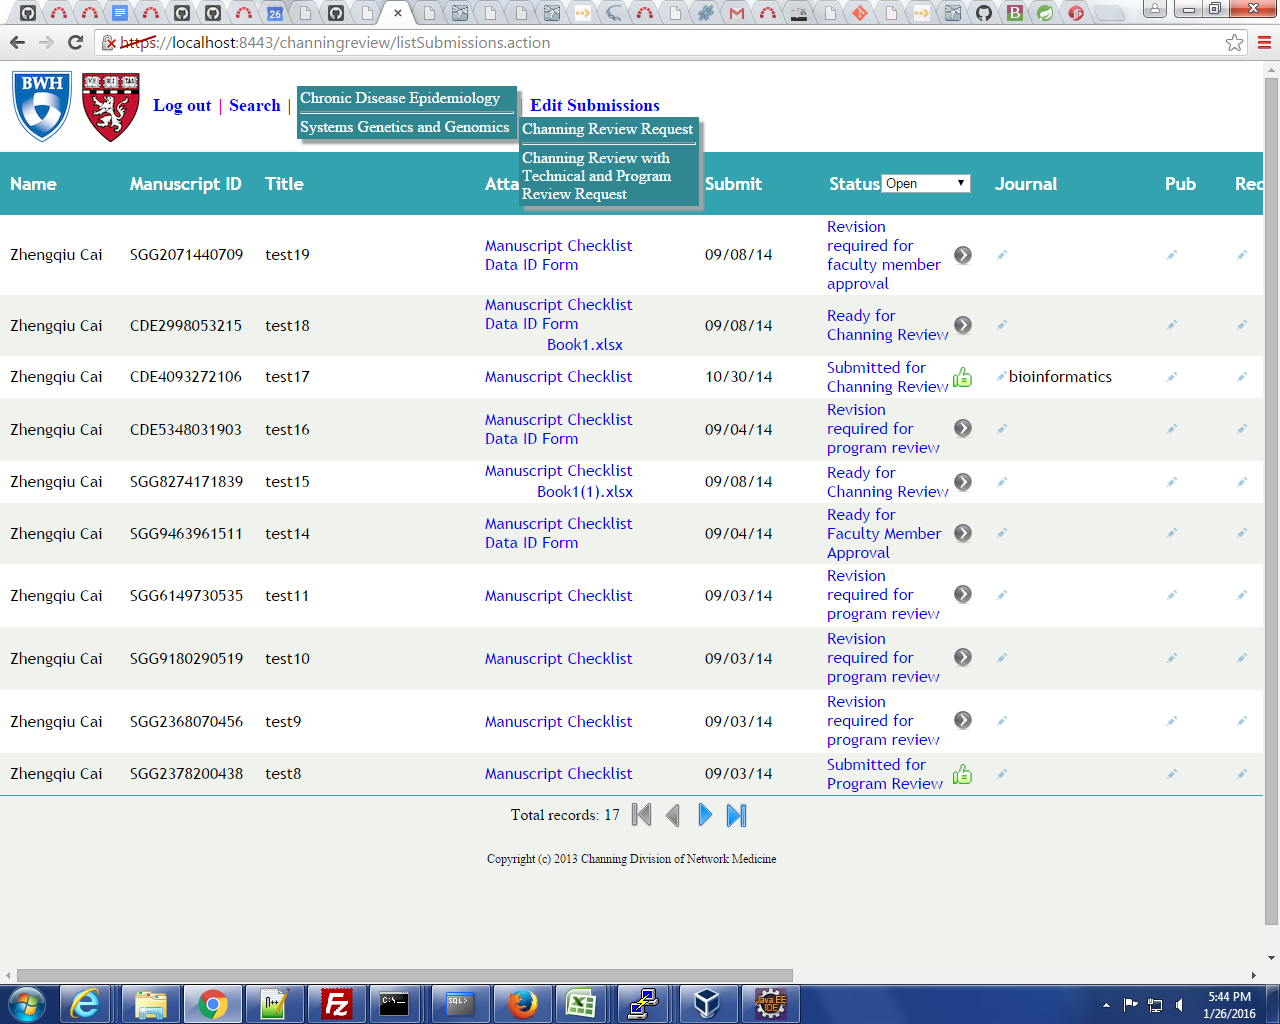 https://localhost:8443/channingreview/listSubmissions.action
BWH
Log out | Search | Edit Submissions
Chronic Disease Epidemiology
Systems Genetics and Genomics
Channing Review Request
Channing Review with
Technical and Program
Review Request
Name Manuscript ID Title Atta Submit Status Open Journal Pub Rec
Zhengqiu Cai SGG2071440709 test19 Manuscript Checklist
Data ID Form 09/08/14 Revision
required for
faculty member
approval
Zhengqiu Cai CDE2998053215 test18 Manuscript Checklist
Data ID Form
Book1.xlsx 09/08/14 Ready for
Channing Review
Zhengqiu Cai CDE4093272106 test17 Manuscript Checklist 10/30/14 Submitted for
Channing Review bioinformatics
Zhengqiu Cai CDE5348031903 test16 Manuscript Checklist
Data ID Form 09/04/14 Revision
required for
program review
Zhengqiu Cai SGG8274171839 test15 Manuscript Checklist
Book1(1).xlsx 09/08/14 Ready for
Channing Review
Zhengqiu Cai SGG9463961511 test14 Manuscript Checklist
Data ID Form 09/04/14 Ready for
Faculty Member
Approval
Zhengqiu Cai SGG6149730535 test11 Manuscript Checklist 09/03/14 Revision
required for
program review
Zhengqiu Cai SGG9180290519 test10 Manuscript Checklist 09/03/14 Revision
required for
program review
Zhengqiu Cai SGG2368070456 test9 Manuscript Checklist 09/03/14 Revision
required for
program review
Zhengqiu Cai SGG2378200438 test8 Manuscript Checklist 09/03/14 Submitted for
Program Review
Total records: 17
Copyright (c) 2013 Channing Division of Network Medicine
5:44 PM
1/26/2016